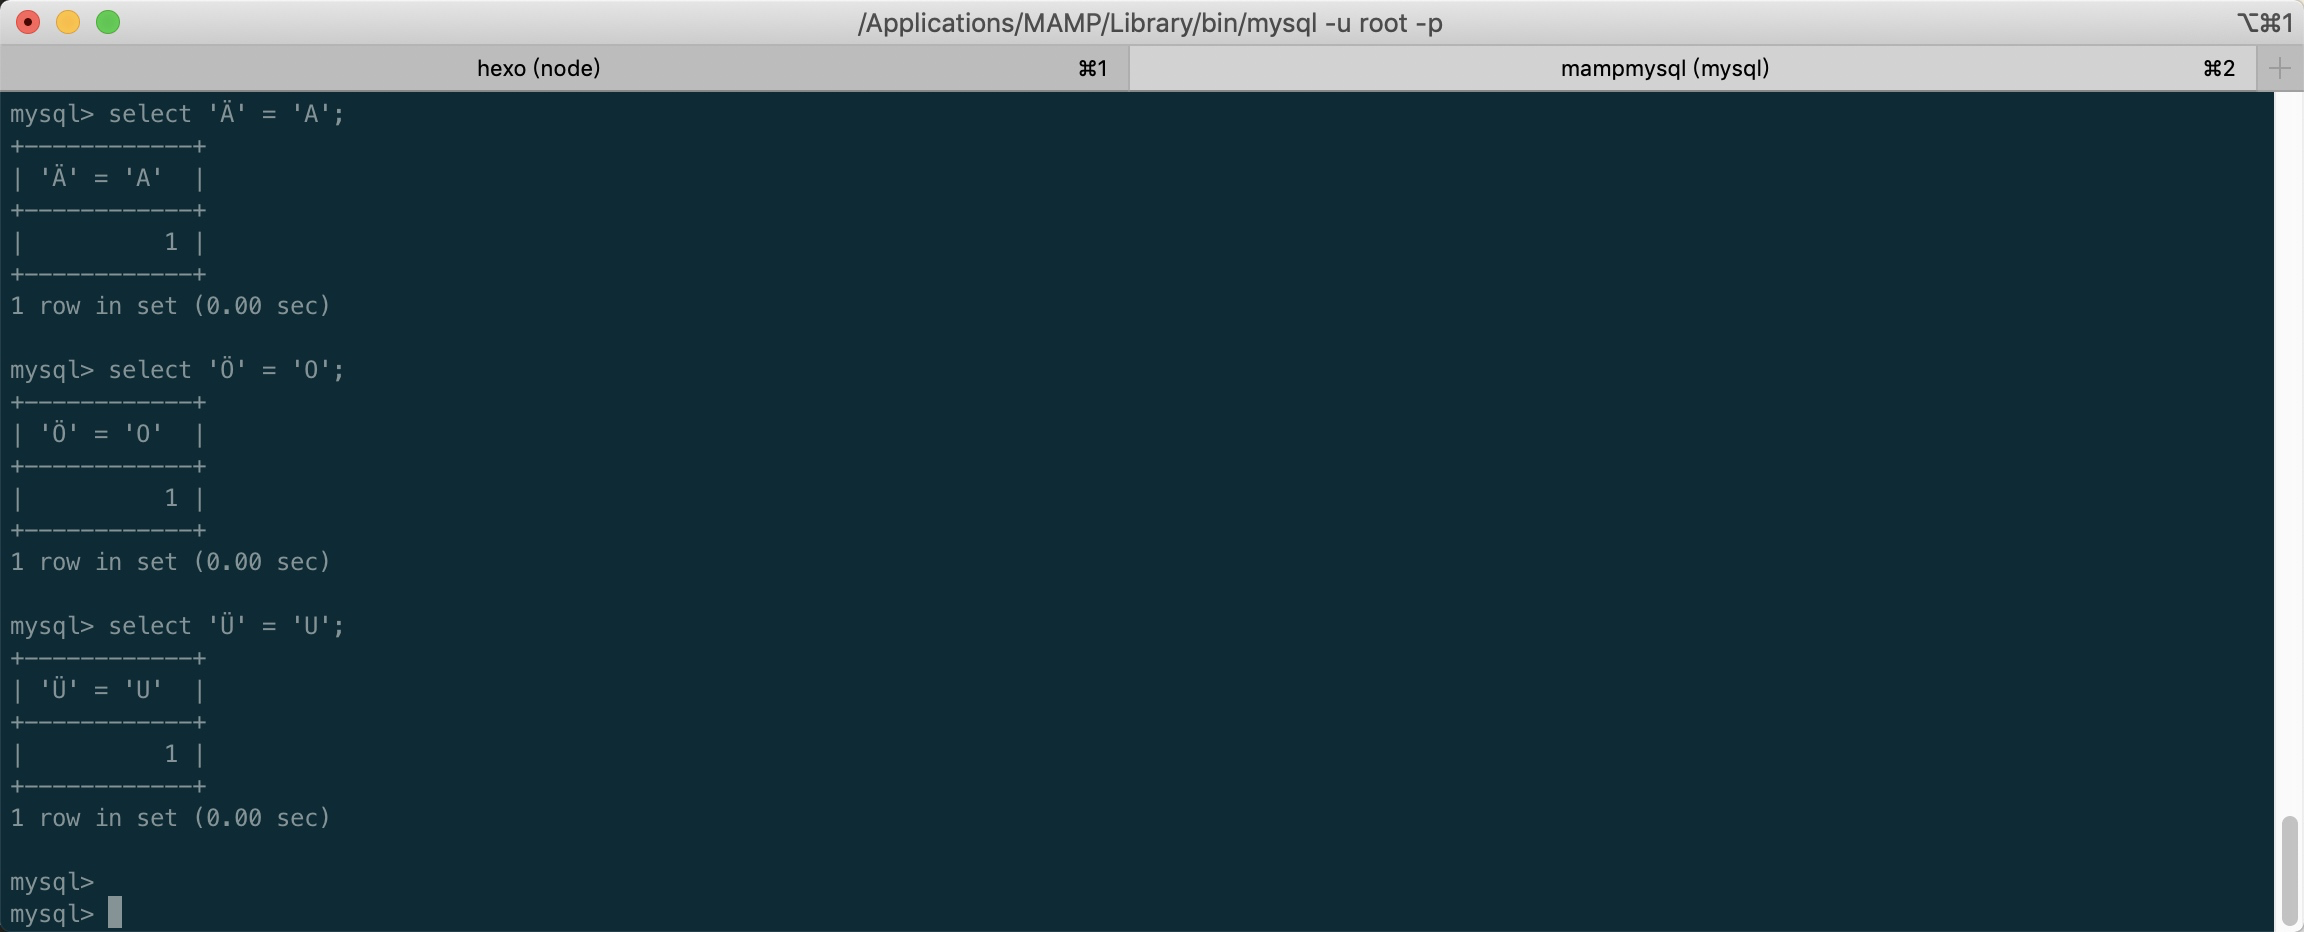 /Applications/MAMP/Library/bin/mysql -u root -p ⌥⌘1
hexo (node) ⌘1 mampmysql (mysql) ⌘2 +
mysql> select 'Ä' = 'A';
+------------+
| 'Ä' = 'A'  |
+------------+
|          1 |
+------------+
1 row in set (0.00 sec)

mysql> select 'Ö' = 'O';
+------------+
| 'Ö' = 'O'  |
+------------+
|          1 |
+------------+
1 row in set (0.00 sec)

mysql> select 'Ü' = 'U';
+------------+
| 'Ü' = 'U'  |
+------------+
|          1 |
+------------+
1 row in set (0.00 sec)

mysql>
mysql>